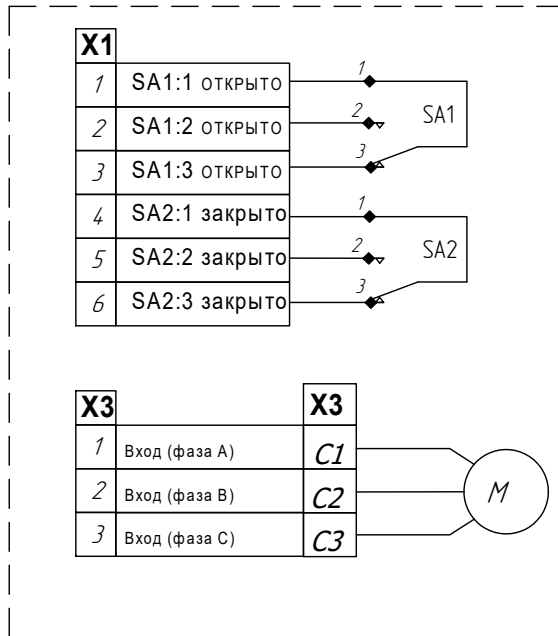 X1
1 SA1:1 открыто
2 SA1:2 открыто
3 SA1:3 открыто
4 SA2:1 закрыто
5 SA2:2 закрыто
6 SA2:3 закрыто
1
2 SA1
3
1
2 SA2
3
X3 X3
1 Вход (фаза А) C1
2 Вход (фаза В) C2
3 Вход (фаза С) C3
M